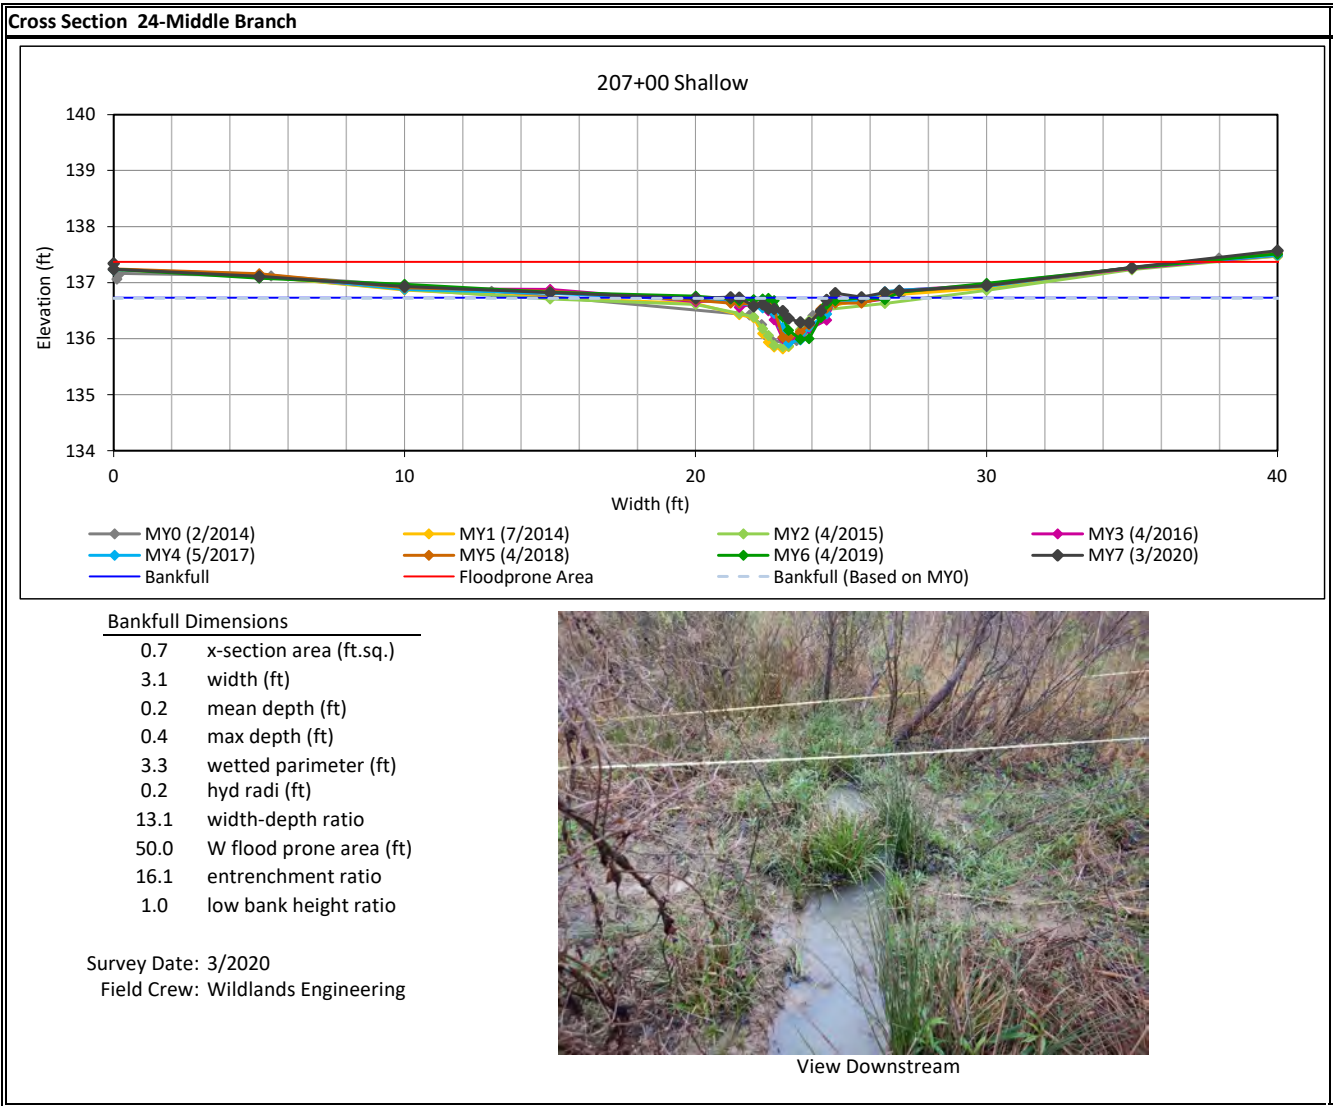 Cross Section 24-Middle Branch
207+00 Shallow
140
139
138
137
136
135
134
Elevation (ft)
0 10 20 30 40
Width (ft)
MY0 (2/2014) MY1 (7/2014) MY2 (4/2015) MY3 (4/2016)
MY4 (5/2017) MY5 (4/2018) MY6 (4/2019) MY7 (3/2020)
Bankfull Floodprone Area Bankfull (Based on MY0)
Bankfull Dimensions
0.7 x-section area (ft.sq.)
3.1 width (ft)
0.2 mean depth (ft)
0.4 max depth (ft)
3.3 wetted parimeter (ft)
0.2 hyd radi (ft)
13.1 width-depth ratio
50.0 W flood prone area (ft)
16.1 entrenchment ratio
1.0 low bank height ratio
Survey Date: 3/2020
Field Crew: Wildlands Engineering
View Downstream